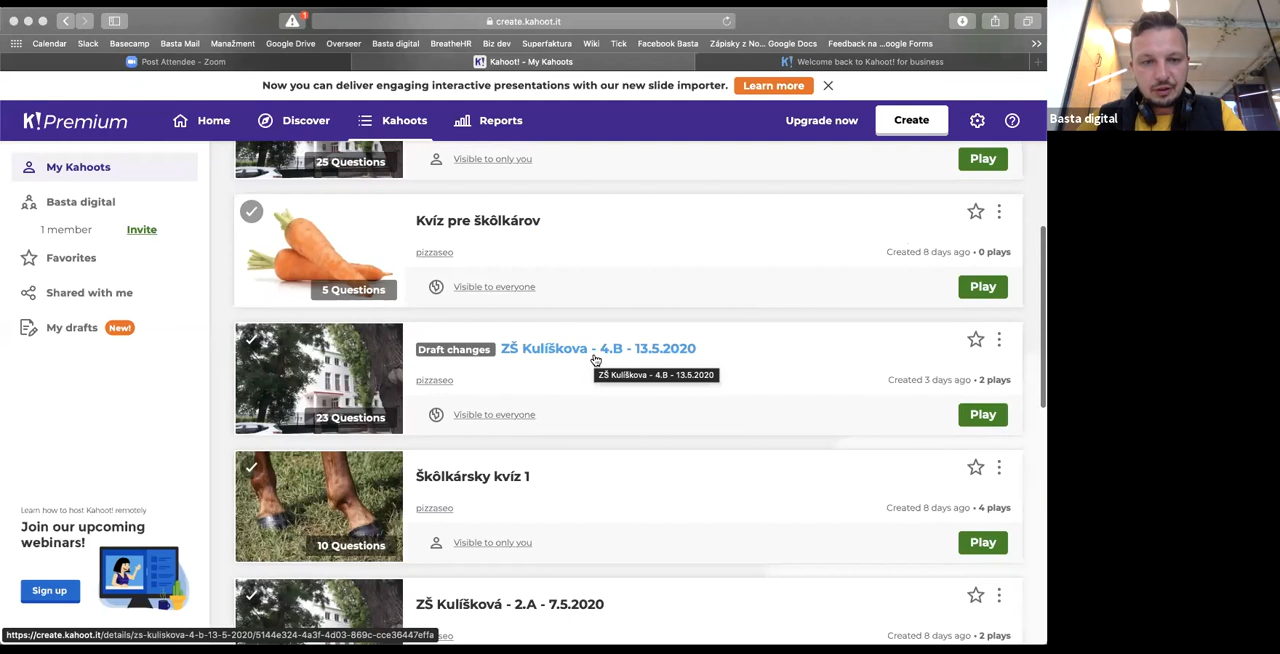 create.kahoot.it
1
Calendar Slack Basecamp Basta Mail Manažment Google Drive Overseer Basta digital BreatheHR Biz dev Superfaktura Wiki Tick Facebook Basta Zápisky z No... Google Docs Feedback na ...oogle Forms
Post Attendee - Zoom
K! Kahoot! - My Kahoots
K! Welcome back to Kahoot! for business
Now you can deliver engaging interactive presentations with our new slide importer. Learn more
Basta digital
K!Premium Home Discover Kahoots Reports Upgrade now Create
My Kahoots
Basta digital
1 member Invite
Favorites
Shared with me
My drafts New!
Learn how to host Kahoot! remotely
Join our upcoming
webinars!
Sign up
25 Questions
Visible to only you
Play
Kvíz pre škôlkárov
pizzaseo
Created 8 days ago • 0 plays
5 Questions
Visible to everyone
Play
Draft changes ZŠ Kulíškova - 4.B - 13.5.2020
ZŠ Kulíškova - 4.B - 13.5.2020
pizzaseo
Created 3 days ago • 2 plays
23 Questions
Visible to everyone
Play
Škôlkársky kvíz 1
pizzaseo
Created 8 days ago • 4 plays
10 Questions
Visible to only you
Play
ZŠ Kulíšková - 2.A - 7.5.2020
seo
Created 8 days ago • 2 plays
https://create.kahoot.it/details/zs-kuliskova-4-b-13-5-2020/5144e324-4a3f-4d03-869c-cce36447effa